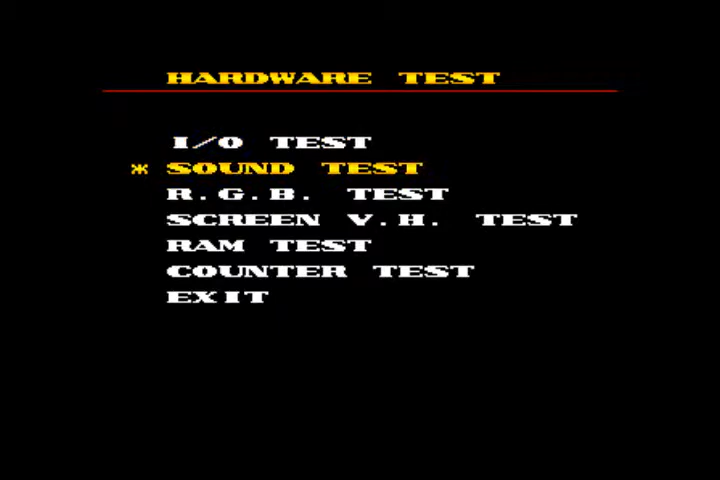 HARDWARE TEST
I/O TEST
* SOUND TEST
R.G.B. TEST
SCREEN V.H. TEST
RAM TEST
COUNTER TEST
EXIT